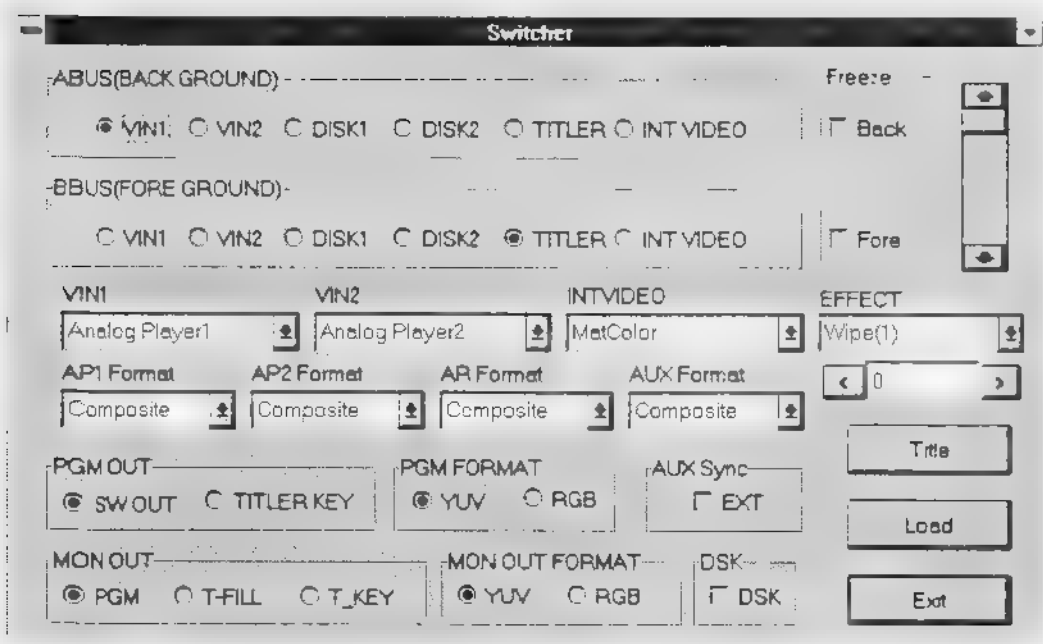 Switcher
ABUS(BACK GROUND)
Freeze
VIN1 VIN2 DISK1 DISK2 TITLER INT VIDEO
Back
BBUS(FORE GROUND)
VIN1 VIN2 DISK1 DISK2 TITLER INT VIDEO
Fore
VIN1 VIN2 INTVIDEO EFFECT
Analog Player1 Analog Player2 MatColor Wipe(1)
AP1 Format AP2 Format AR Format AUX Format
< 0 >
Composite Composite Composite Composite
Title
PGM OUT PGM FORMAT AUX Sync
SW OUT TITLER KEY YUV RGB EXT
Load
MON OUT MON OUT FORMAT DSK
PGM T-FILL T_KEY YUV RGB DSK
Exit